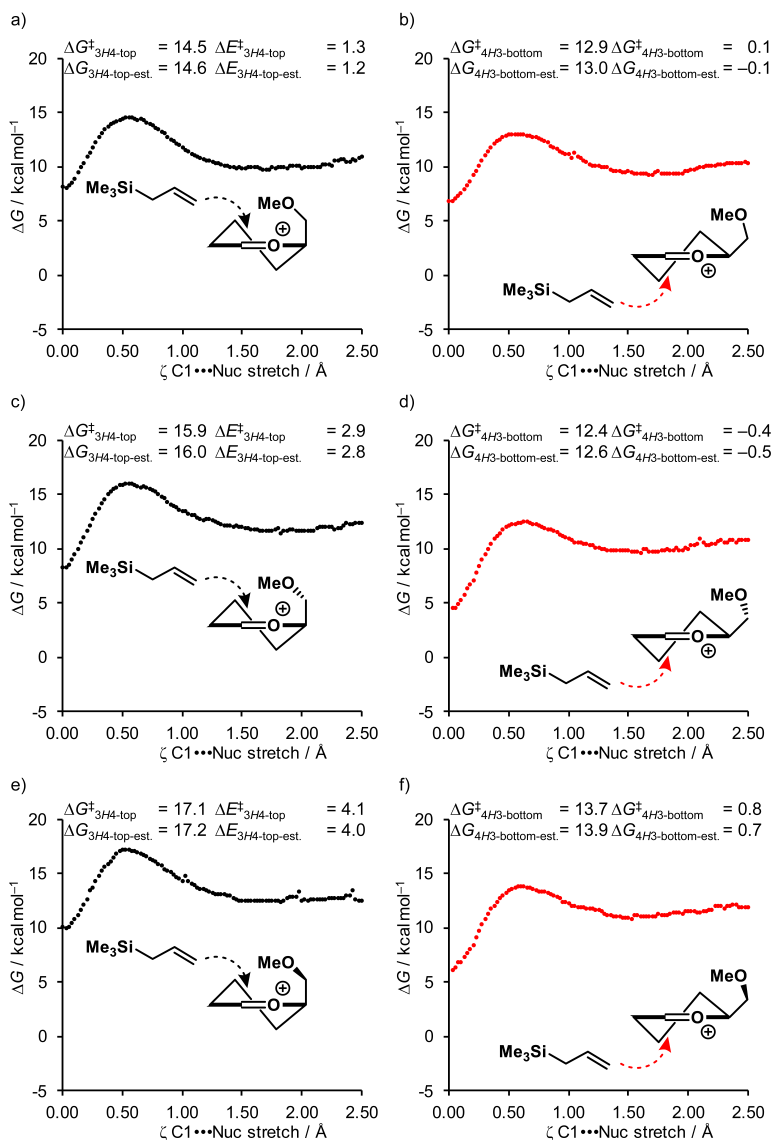 a)
ΔG‡3H4-top = 14.5 ΔE‡3H4-top = 1.3
ΔG3H4-top-est. = 14.6 ΔE3H4-top-est. = 1.2
20
15
10
5
0
−5
ΔG / kcal mol−1
Me3Si
MeO
+
O
0.00 0.50 1.00 1.50 2.00 2.50
ζ C1•••Nuc stretch / Å
b)
ΔG‡4H3-bottom = 12.9 ΔG‡4H3-bottom 0.1
ΔG4H3-bottom-est. = 13.0 ΔG4H3-bottom-est. = −0.1
20
15
10
5
0
−5
ΔG / kcal mol−1
MeO
O
+
Me3Si
0.00 0.50 1.00 1.50 2.00 2.50
ζ C1•••Nuc stretch / Å
c)
ΔG‡3H4-top = 15.9 ΔE‡3H4-top = 2.9
ΔG3H4-top-est. = 16.0 ΔE3H4-top-est. = 2.8
20
15
10
5
0
−5
ΔG / kcal mol−1
Me3Si
MeO
+
O
0.00 0.50 1.00 1.50 2.00 2.50
ζ C1•••Nuc stretch / Å
d)
ΔG‡4H3-bottom = 12.4 ΔG‡4H3-bottom = −0.4
ΔG4H3-bottom-est. = 12.6 ΔG4H3-bottom-est. = −0.5
20
15
10
5
0
−5
ΔG / kcal mol−1
MeO
O
+
Me3Si
0.00 0.50 1.00 1.50 2.00 2.50
ζ C1•••Nuc stretch / Å
e)
ΔG‡3H4-top = 17.1 ΔE‡3H4-top = 4.1
ΔG3H4-top-est. = 17.2 ΔE3H4-top-est. = 4.0
20
15
10
5
0
−5
ΔG / kcal mol−1
Me3Si
MeO
+
O
0.00 0.50 1.00 1.50 2.00 2.50
ζ C1•••Nuc stretch / Å
f)
ΔG‡4H3-bottom = 13.7 ΔG‡4H3-bottom = 0.8
ΔG4H3-bottom-est. = 13.9 ΔG4H3-bottom-est. = 0.7
20
15
10
5
0
−5
ΔG / kcal mol−1
MeO
O
+
Me3Si
0.00 0.50 1.00 1.50 2.00 2.50
ζ C1•••Nuc stretch / Å